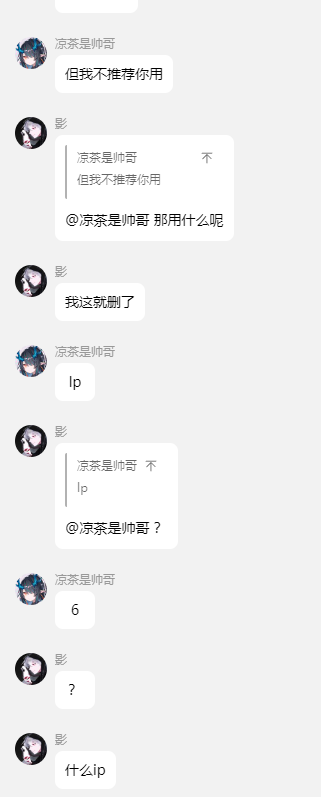 凉茶是帅哥
但我不推荐你用
影
凉茶是帅哥 不
但我不推荐你用
@凉茶是帅哥 那用什么呢
影
我这就删了
凉茶是帅哥
Ip
影
凉茶是帅哥 不
Ip
@凉茶是帅哥？
凉茶是帅哥
6
影
？
影
什么ip